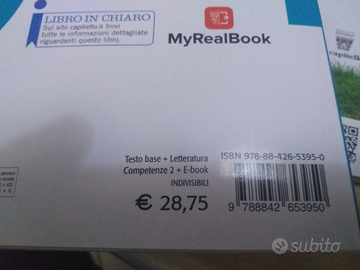 LIBRO IN CHIARO
Sul sito capitello.it trovi
tutte le informazioni dettagliate
riguardanti questo libro.
MyRealBook
capitello
Testo base + Letteratura
Competenze 2 + E-book
INDIVISIBILI
€ 28,75
ISBN 978-88-426-5395-0
9 788842 653950
subito